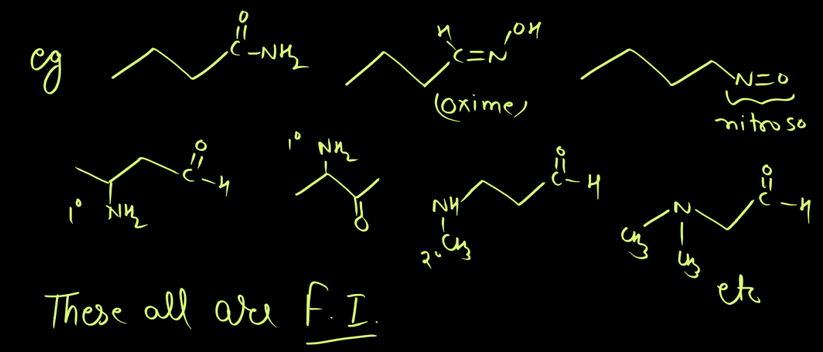 eg
O
C-NH2
H
C=N
OH
(Oxime)
N=O
nitroso
1° NH2
O
C-H
1° NH2
O
NH
2° CH3
O
C-H
N
CH3
CH3
O
C-H
etc
These all are F.I.